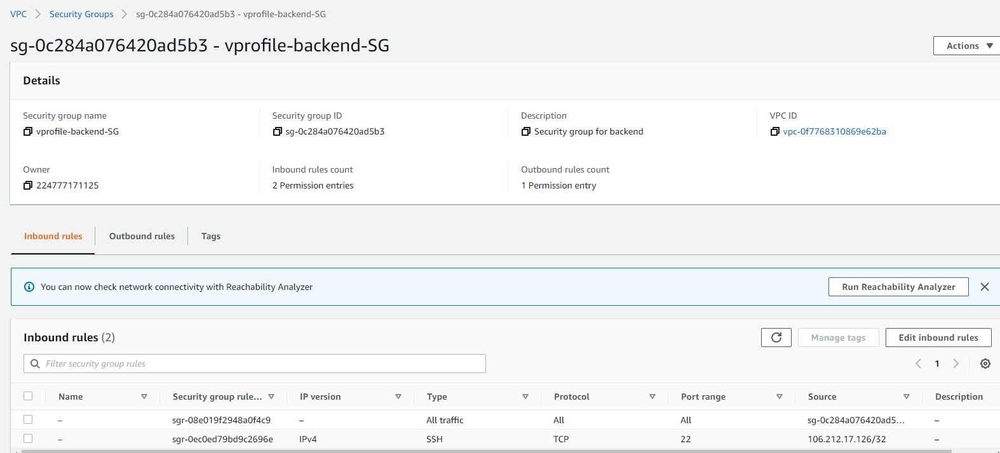 VPC > Security Groups > sg-0c284a076420ad5b3 - vprofile-backend-SG
sg-0c284a076420ad5b3 - vprofile-backend-SG
Actions
Details
Security group name Security group ID Description VPC ID
vprofile-backend-SG sg-0c284a076420ad5b3 Security group for backend vpc-0f7768310869e62ba
Owner Inbound rules count Outbound rules count
224777171125 2 Permission entries 1 Permission entry
Inbound rules Outbound rules Tags
You can now check network connectivity with Reachability Analyzer Run Reachability Analyzer
Inbound rules (2) Manage tags Edit inbound rules
Filter security group rules 1
Name Security group rule... IP version Type Protocol Port range Source Description
– sgr-08e019f2948a0f4c9 – All traffic All All sg-0c284a076420ad5... –
– sgr-0ec0ed79bd9c2696e IPv4 SSH TCP 22 106.212.17.126/32 –